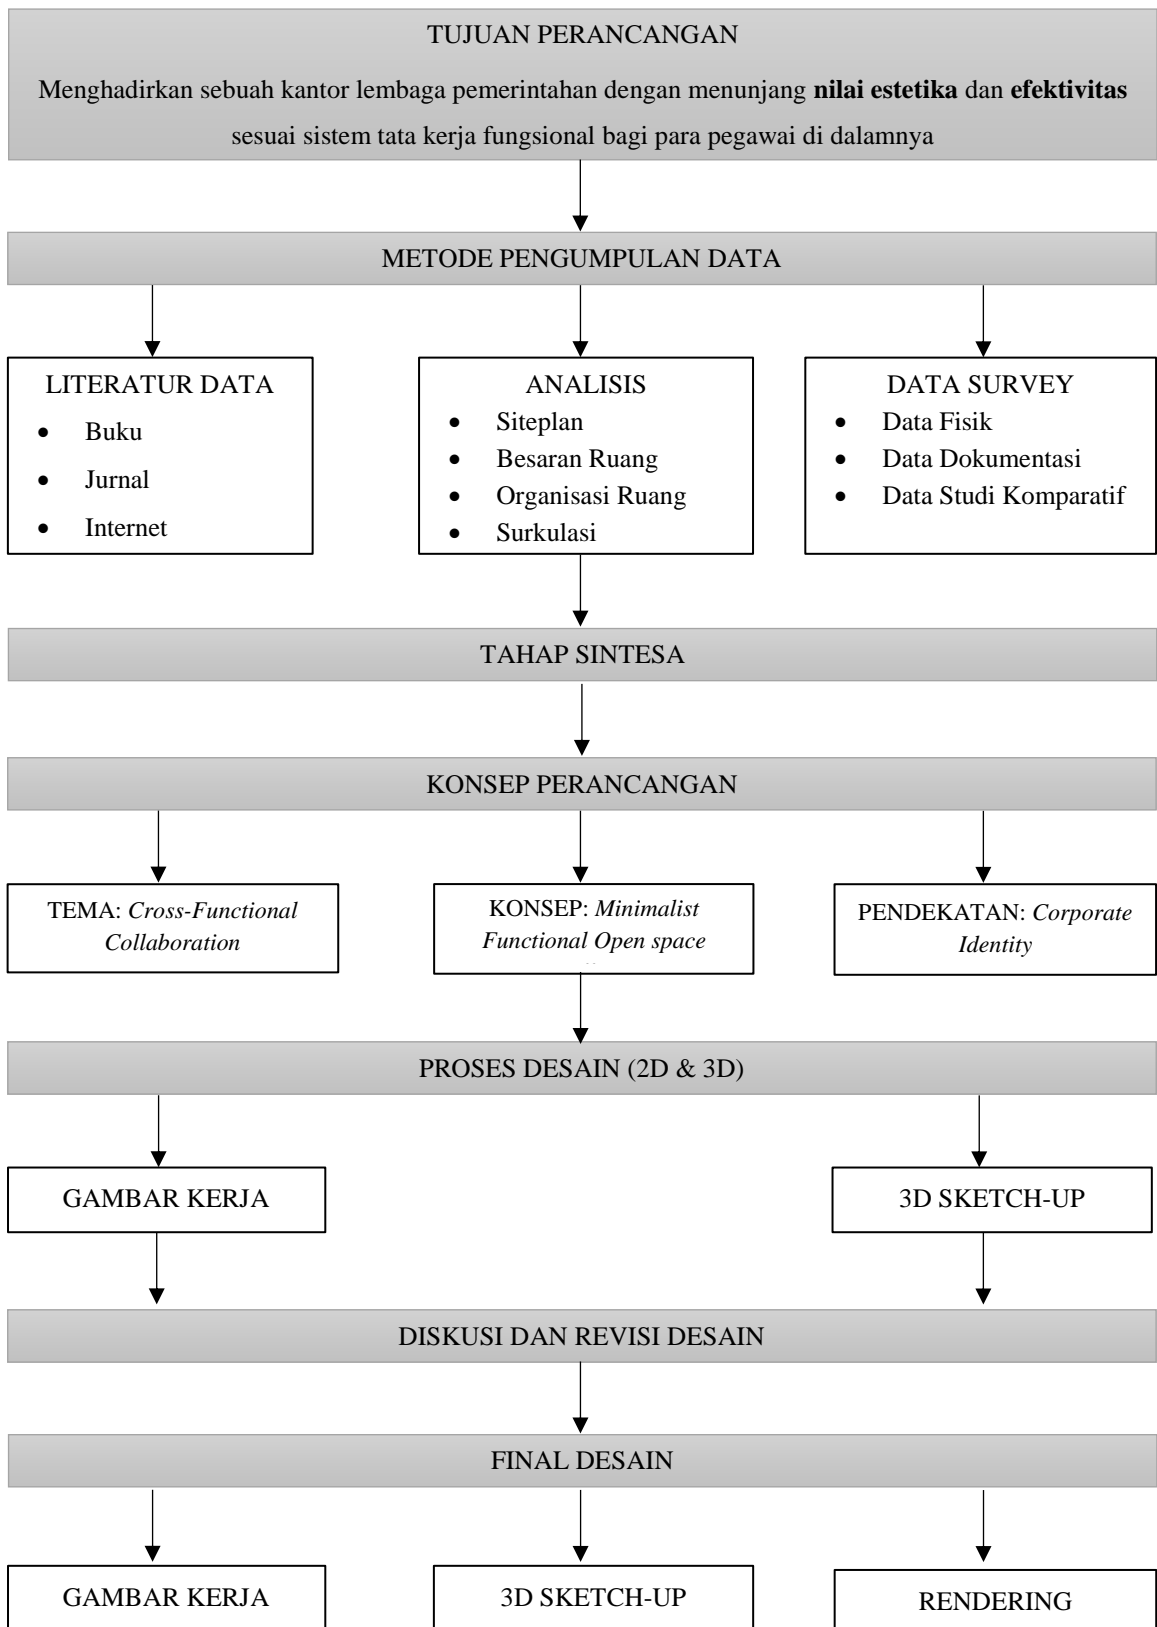 TUJUAN PERANCANGAN
Menghadirkan sebuah kantor lembaga pemerintahan dengan menunjang nilai estetika dan efektivitas
sesuai sistem tata kerja fungsional bagi para pegawai di dalamnya
METODE PENGUMPULAN DATA
LITERATUR DATA
• Buku
• Jurnal
• Internet
ANALISIS
• Siteplan
• Besaran Ruang
• Organisasi Ruang
• Surkulasi
DATA SURVEY
• Data Fisik
• Data Dokumentasi
• Data Studi Komparatif
TAHAP SINTESA
KONSEP PERANCANGAN
TEMA: Cross-Functional
Collaboration
KONSEP: Minimalist
Functional Open space
PENDEKATAN: Corporate
Identity
PROSES DESAIN (2D & 3D)
GAMBAR KERJA
3D SKETCH-UP
DISKUSI DAN REVISI DESAIN
FINAL DESAIN
GAMBAR KERJA
3D SKETCH-UP
RENDERING